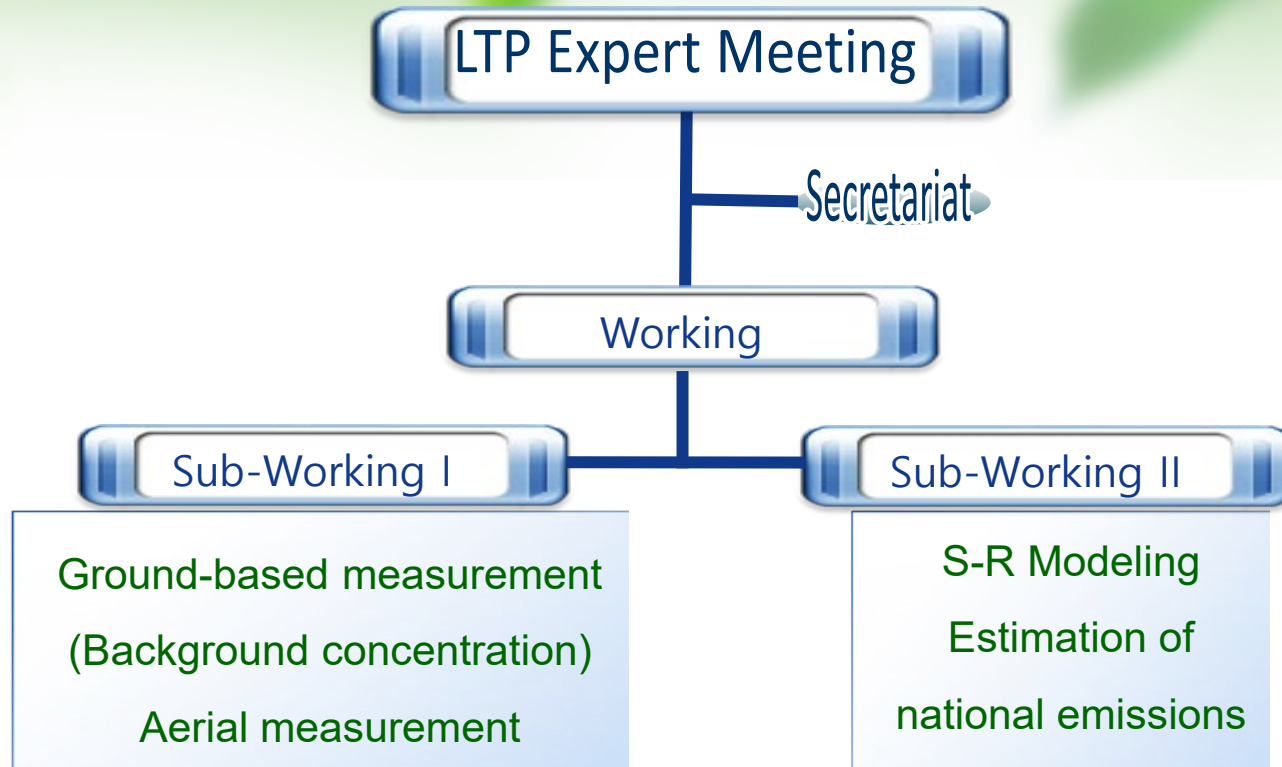 LTP Expert Meeting
Secretariat
Working
Sub-Working I
Sub-Working II
Ground-based measurement
(Background concentration)
Aerial measurement
S-R Modeling
Estimation of
national emissions